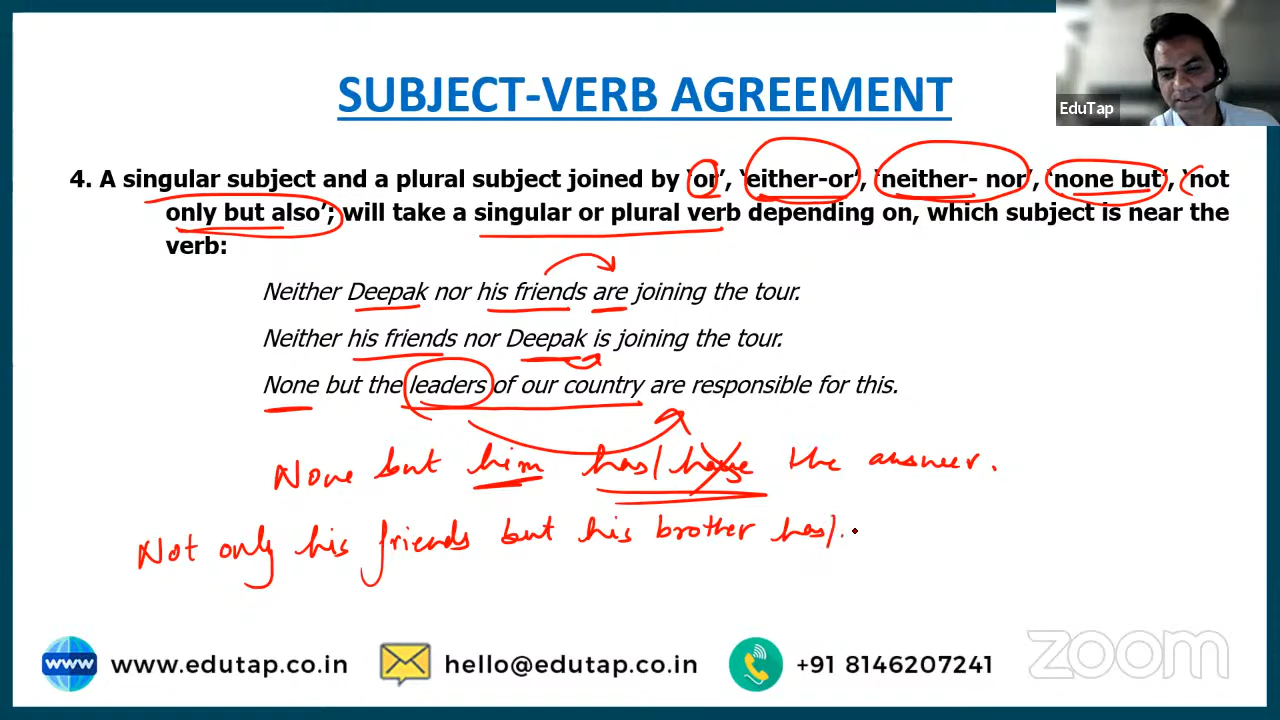 SUBJECT-VERB AGREEMENT
EduTap
4. A singular subject and a plural subject joined by ‘or’, ‘either-or’, ‘neither- nor’, ‘none but’, ‘not
only but also’; will take a singular or plural verb depending on, which subject is near the
verb:
Neither Deepak nor his friends are joining the tour.
Neither his friends nor Deepak is joining the tour.
None but the leaders of our country are responsible for this.
None but him has/ have the answer.
Not only his friends but his brother has/.
www www.edutap.co.in hello@edutap.co.in +91 8146207241 zoom